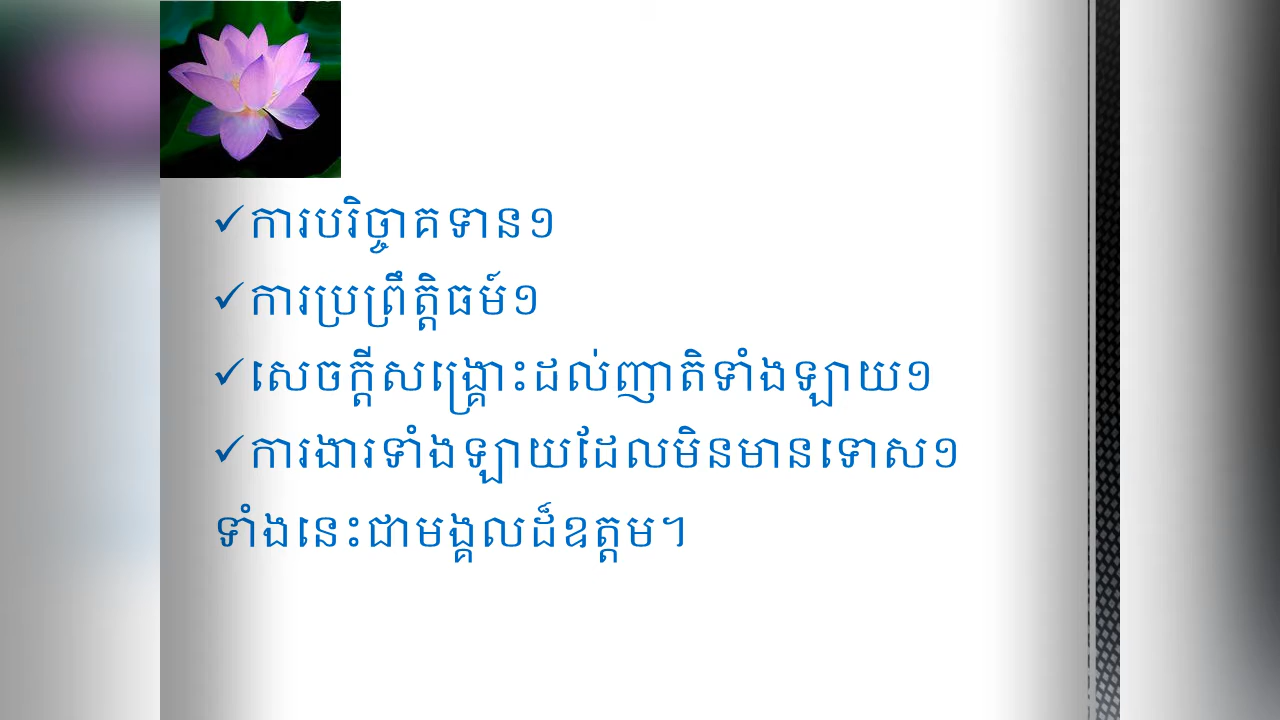 ✓ការបរិច្ចាគទាន១
✓ការប្រព្រឹត្តិធម៍១
✓សេចក្តីសង្គ្រោះដល់ញាតិទាំងឡាយ១
✓ការងារទាំងឡាយដែលមិនមានទោស១
ទាំងនេះជាមង្គលដ៏ឧត្តម។